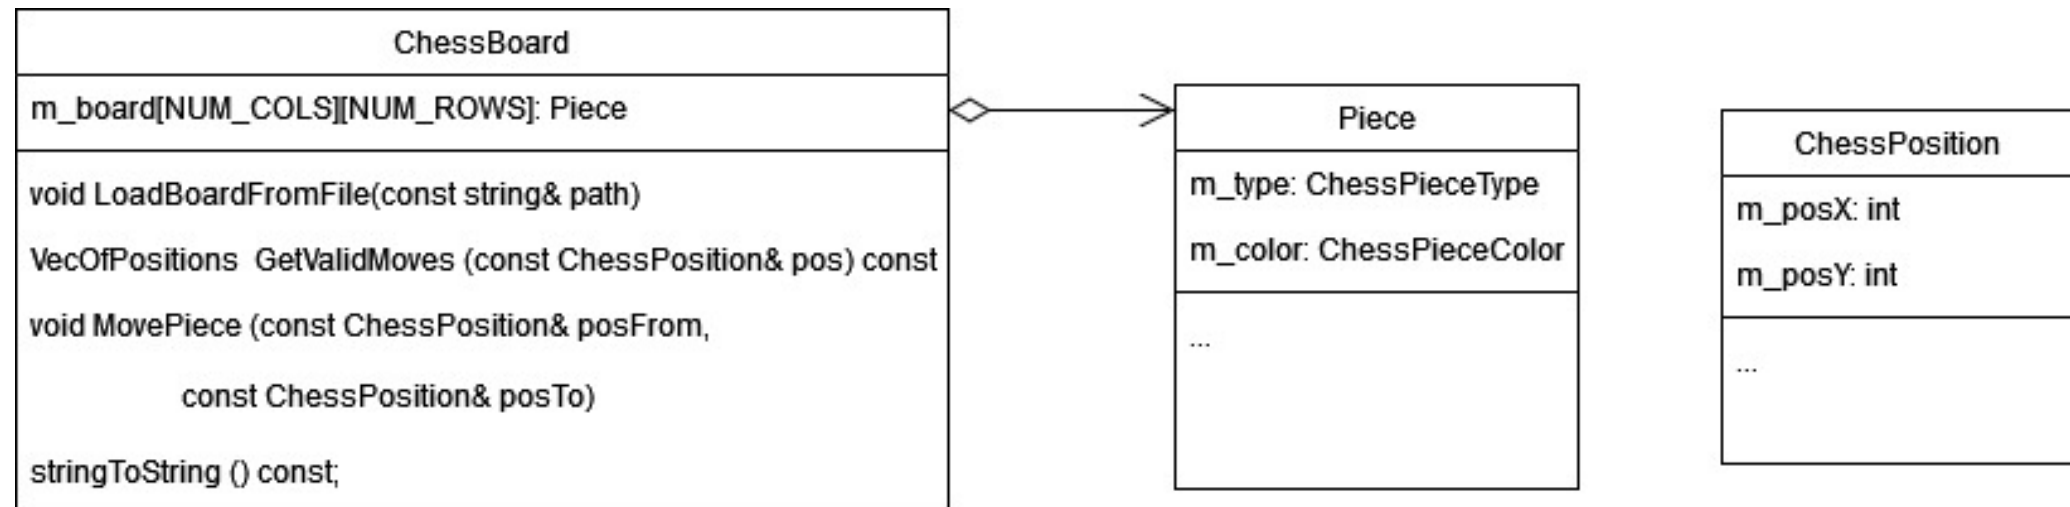 ChessBoard
m_board[NUM_COLS][NUM_ROWS]: Piece
void LoadBoardFromFile(const string& path)
VecOfPositions GetValidMoves (const ChessPosition& pos) const
void MovePiece (const ChessPosition& posFrom,
const ChessPosition& posTo)
stringToString () const;
Piece
m_type: ChessPieceType
m_color: ChessPieceColor
...
ChessPosition
m_posX: int
m_posY: int
...